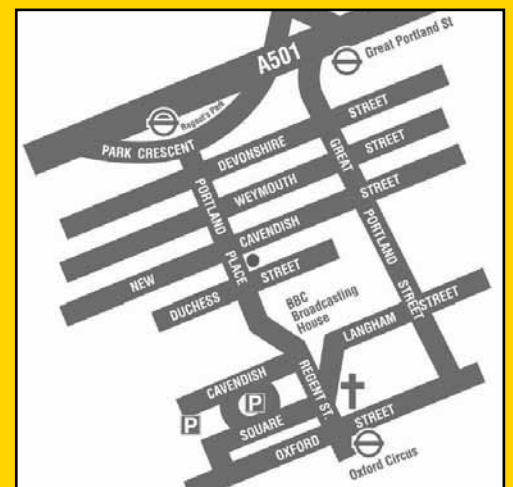 A501
Great Portland St
Regent's Park
PARK CRESCENT
DEVONSHIRE STREET
WEYMOUTH STREET
NEW CAVENDISH STREET
DUCHESS STREET
PORTLAND PLACE
GREAT PORTLAND STREET
BBC
Broadcasting
House
LANGHAM STREET
CAVENDISH
SQUARE
REGENT ST.
P
P
OXFORD STREET
Oxford Circus